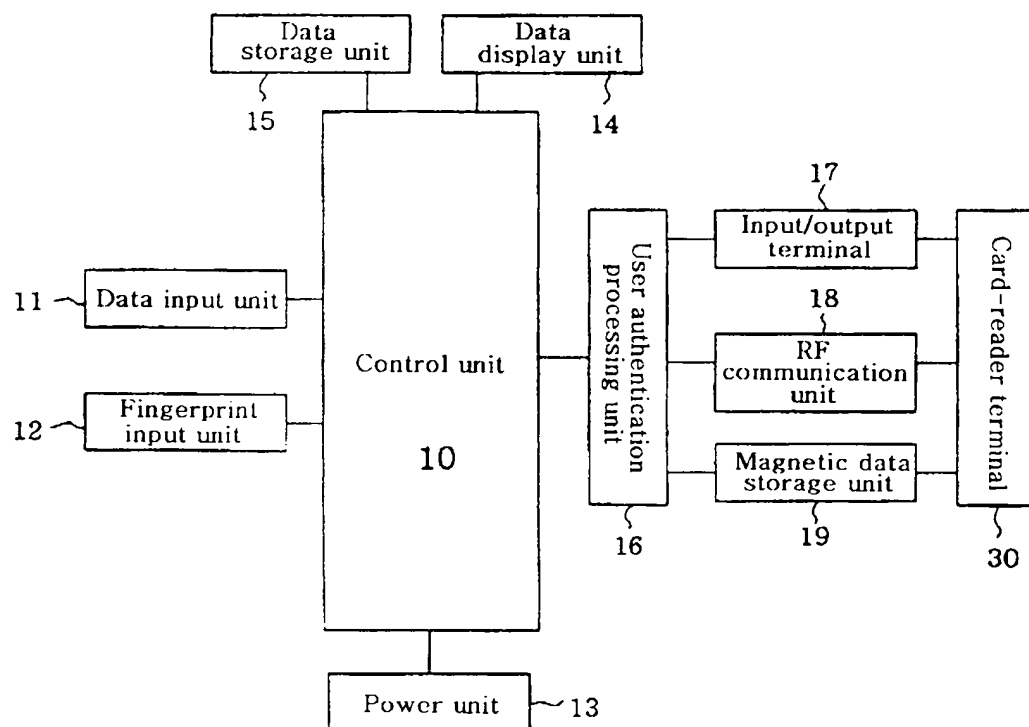 Data
storage unit
Data
display unit
15
14
17
Input/output
terminal
11
Data input unit
18
RF
communication
unit
Control unit
10
User authentication
processing unit
Card-reader terminal
12
Fingerprint
input unit
Magnetic data
storage unit
16
19
30
Power unit
13